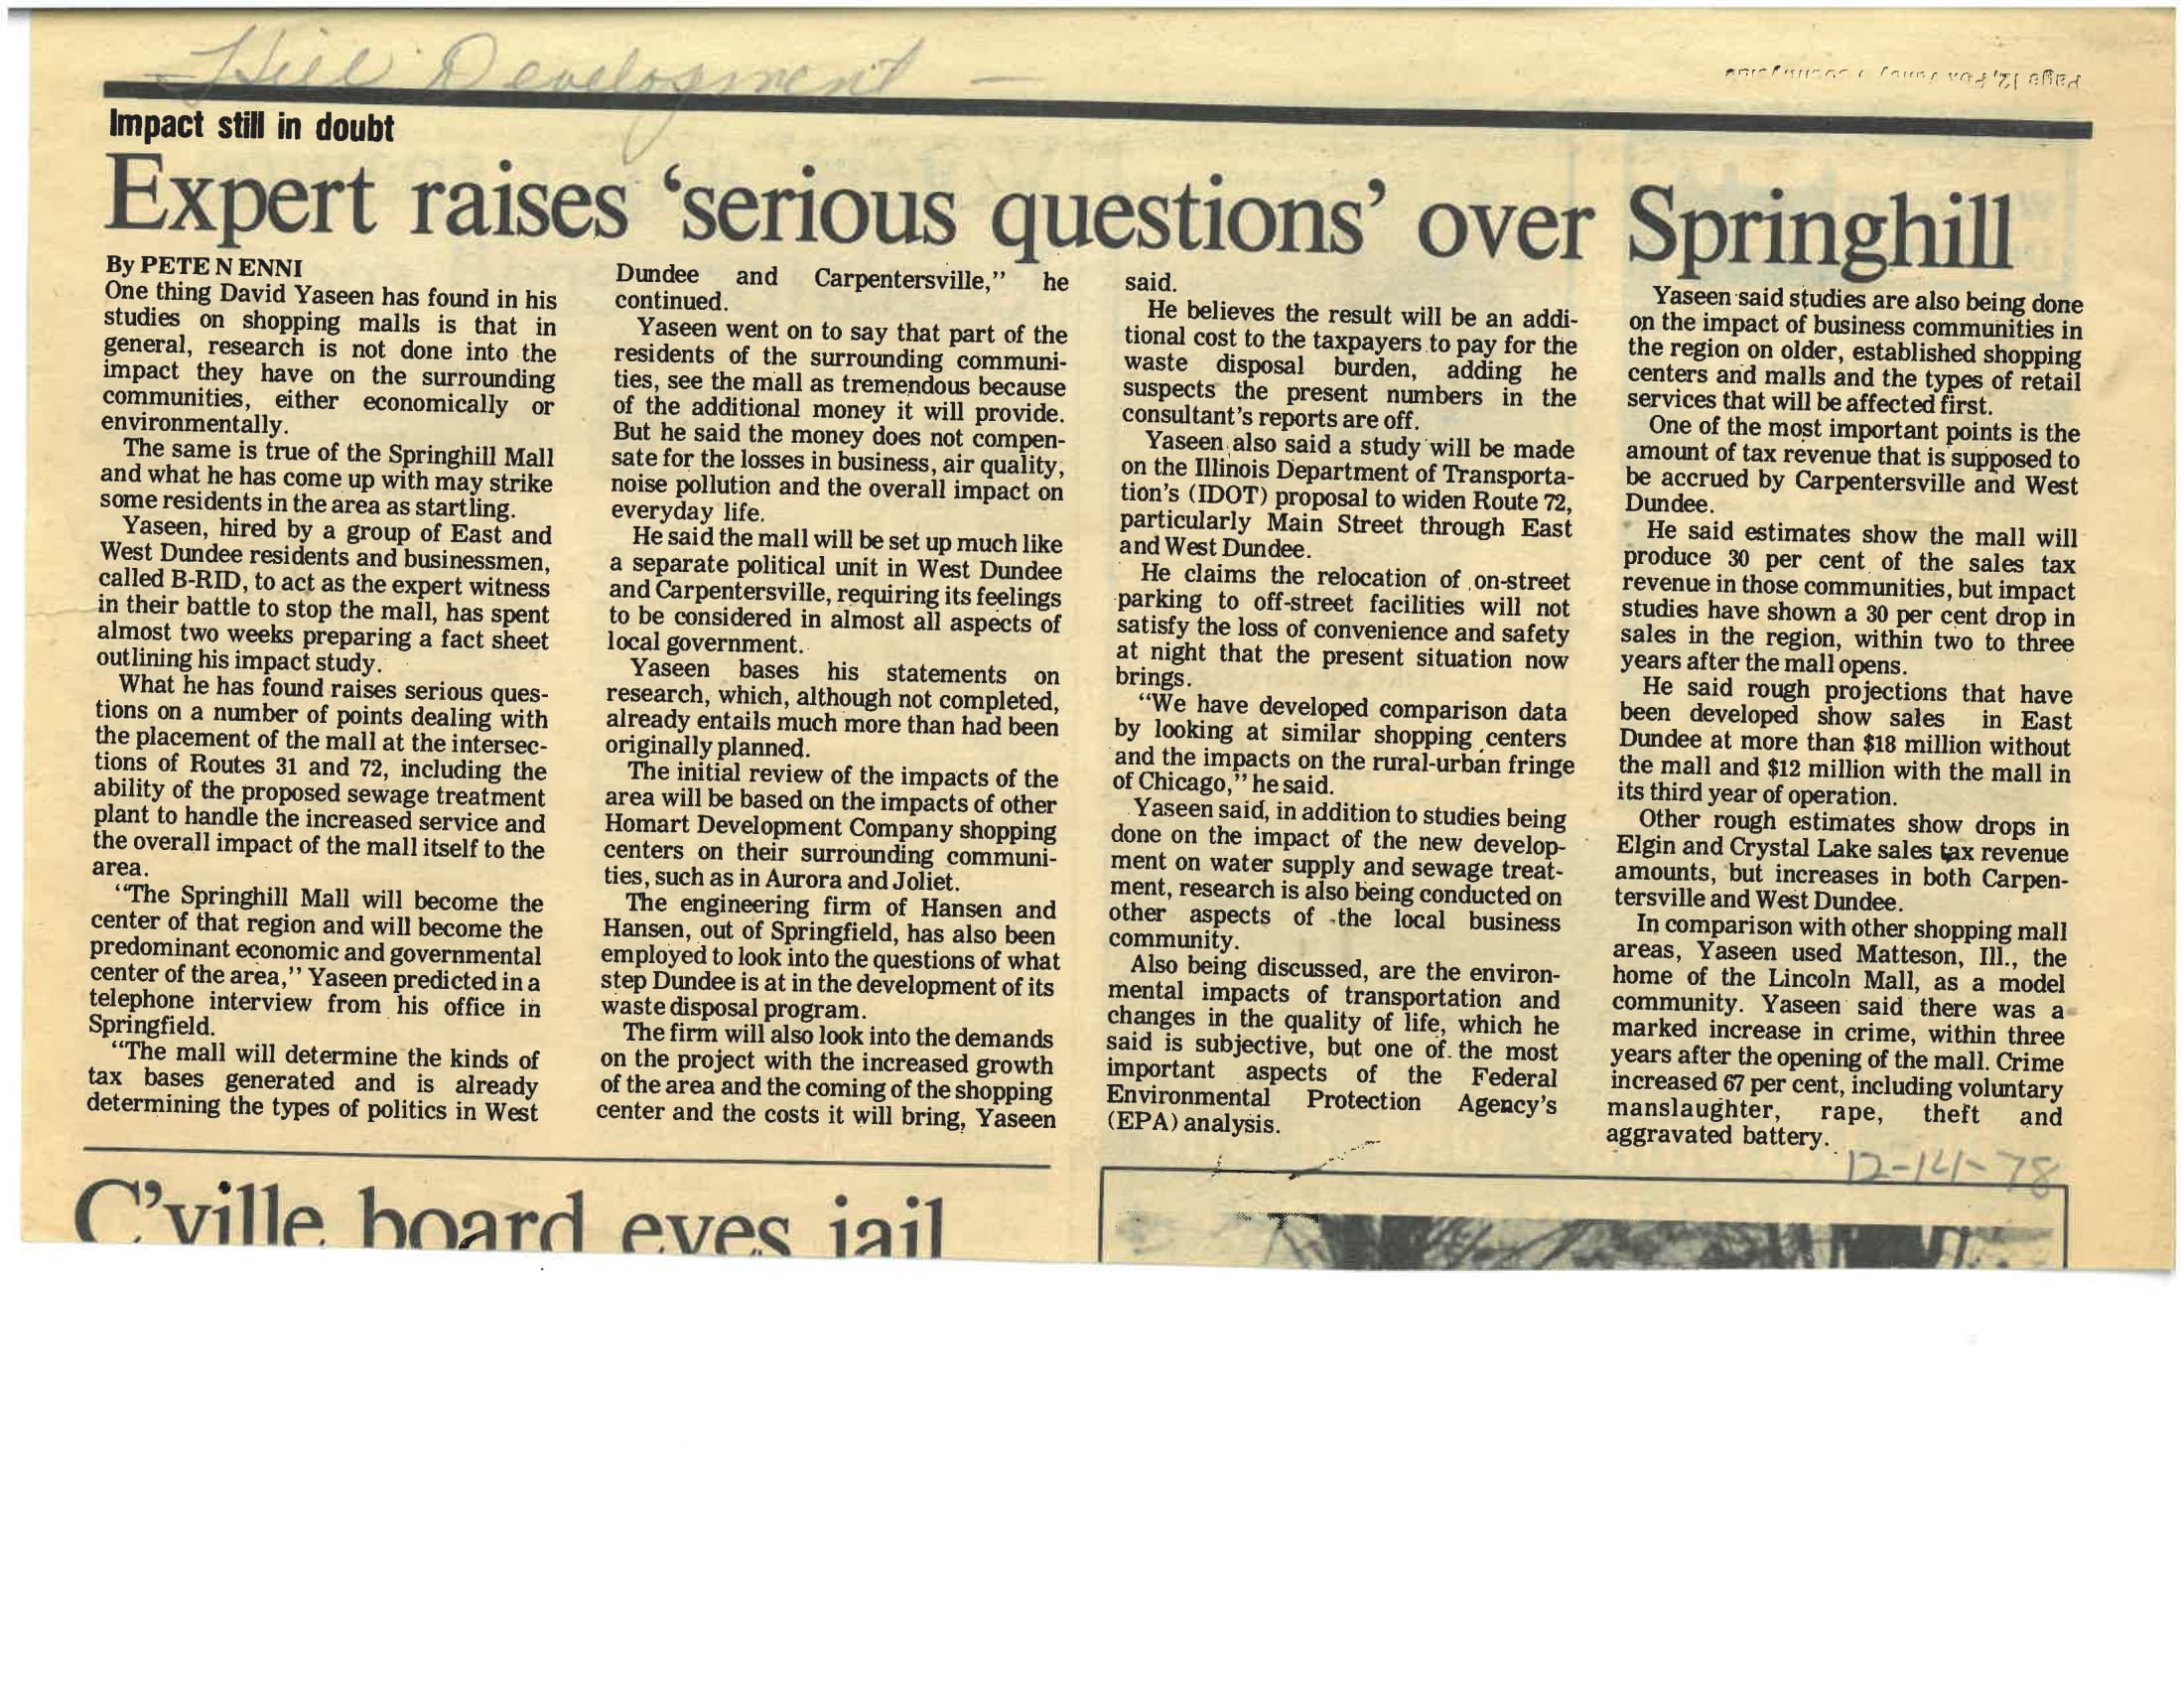 Hill Development -
Impact still in doubt
Expert raises ‘serious questions’ over Springhill
By PETE N ENNI
One thing David Yaseen has found in his
studies on shopping malls is that in
general, research is not done into the
impact they have on the surrounding
communities, either economically or
environmentally.
The same is true of the Springhill Mall
and what he has come up with may strike
some residents in the area as startling.
Yaseen, hired by a group of East and
West Dundee residents and businessmen,
called B-RID, to act as the expert witness
in their battle to stop the mall, has spent
almost two weeks preparing a fact sheet
outlining his impact study.
What he has found raises serious ques-
tions on a number of points dealing with
the placement of the mall at the intersec-
tions of Routes 31 and 72, including the
ability of the proposed sewage treatment
plant to handle the increased service and
the overall impact of the mall itself to the
area.
“The Springhill Mall will become the
center of that region and will become the
predominant economic and governmental
center of the area,” Yaseen predicted in a
telephone interview from his office in
Springfield.
“The mall will determine the kinds of
tax bases generated and is already
determining the types of politics in West
Dundee and Carpentersville,” he
continued.
Yaseen went on to say that part of the
residents of the surrounding communi-
ties, see the mall as tremendous because
of the additional money it will provide.
But he said the money does not compen-
sate for the losses in business, air quality,
noise pollution and the overall impact on
everyday life.
He said the mall will be set up much like
a separate political unit in West Dundee
and Carpentersville, requiring its feelings
to be considered in almost all aspects of
local government.
Yaseen bases his statements on
research, which, although not completed,
already entails much more than had been
originally planned.
The initial review of the impacts of the
area will be based on the impacts of other
Homart Development Company shopping
centers on their surrounding communi-
ties, such as in Aurora and Joliet.
The engineering firm of Hansen and
Hansen, out of Springfield, has also been
employed to look into the questions of what
step Dundee is at in the development of its
waste disposal program.
The firm will also look into the demands
on the project with the increased growth
of the area and the coming of the shopping
center and the costs it will bring, Yaseen
said.
He believes the result will be an addi-
tional cost to the taxpayers to pay for the
waste disposal burden, adding he
suspects the present numbers in the
consultant’s reports are off.
Yaseen also said a study will be made
on the Illinois Department of Transporta-
tion’s (IDOT) proposal to widen Route 72,
particularly Main Street through East
and West Dundee.
He claims the relocation of on-street
parking to off-street facilities will not
satisfy the loss of convenience and safety
at night that the present situation now
brings.
“We have developed comparison data
by looking at similar shopping centers
and the impacts on the rural-urban fringe
of Chicago,” he said.
Yaseen said, in addition to studies being
done on the impact of the new develop-
ment on water supply and sewage treat-
ment, research is also being conducted on
other aspects of the local business
community.
Also being discussed, are the environ-
mental impacts of transportation and
changes in the quality of life, which he
said is subjective, but one of the most
important aspects of the Federal
Environmental Protection Agency’s
(EPA) analysis.
Yaseen said studies are also being done
on the impact of business communities in
the region on older, established shopping
centers and malls and the types of retail
services that will be affected first.
One of the most important points is the
amount of tax revenue that is supposed to
be accrued by Carpentersville and West
Dundee.
He said estimates show the mall will
produce 30 per cent of the sales tax
revenue in those communities, but impact
studies have shown a 30 per cent drop in
sales in the region, within two to three
years after the mall opens.
He said rough projections that have
been developed show sales in East
Dundee at more than $18 million without
the mall and $12 million with the mall in
its third year of operation.
Other rough estimates show drops in
Elgin and Crystal Lake sales tax revenue
amounts, but increases in both Carpen-
tersville and West Dundee.
In comparison with other shopping mall
areas, Yaseen used Matteson, Ill., the
home of the Lincoln Mall, as a model
community. Yaseen said there was a
marked increase in crime, within three
years after the opening of the mall. Crime
increased 67 per cent, including voluntary
manslaughter, rape, theft and
aggravated battery.
12-14-78
C’ville board eyes jail